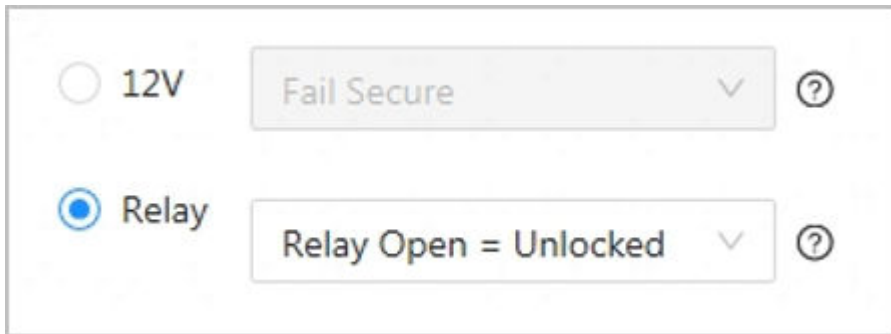 12V Fail Secure ?
Relay Relay Open = Unlocked ?